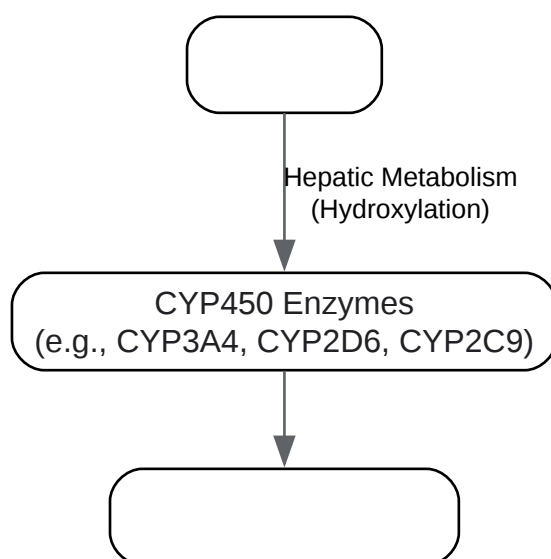 Hepatic Metabolism
(Hydroxylation)
CYP450 Enzymes
(e.g., CYP3A4, CYP2D6, CYP2C9)